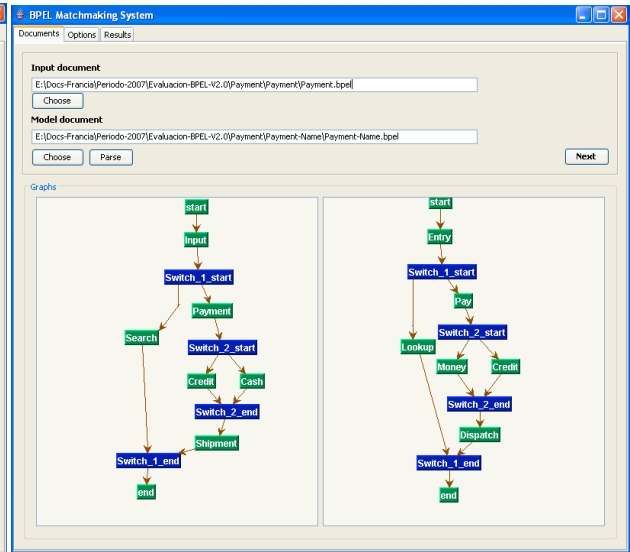 BPEL Matchmaking System
Documents Options Results
Input document
E:\Docs-Francia\Periodo-2007\Evaluacion-BPEL-V2.0\Payment\Payment\Payment.bpel
Choose
Model document
E:\Docs-Francia\Periodo-2007\Evaluacion-BPEL-V2.0\Payment\Payment-Name\Payment-Name.bpel
Choose Parse Next
Graphs
start
Input
Switch_1_start
Payment
Search
Switch_2_start
Credit Cash
Switch_2_end
Shipment
Switch_1_end
end
start
Entry
Switch_1_start
Pay
Switch_2_start
Lookup
Money Credit
Switch_2_end
Dispatch
Switch_1_end
end